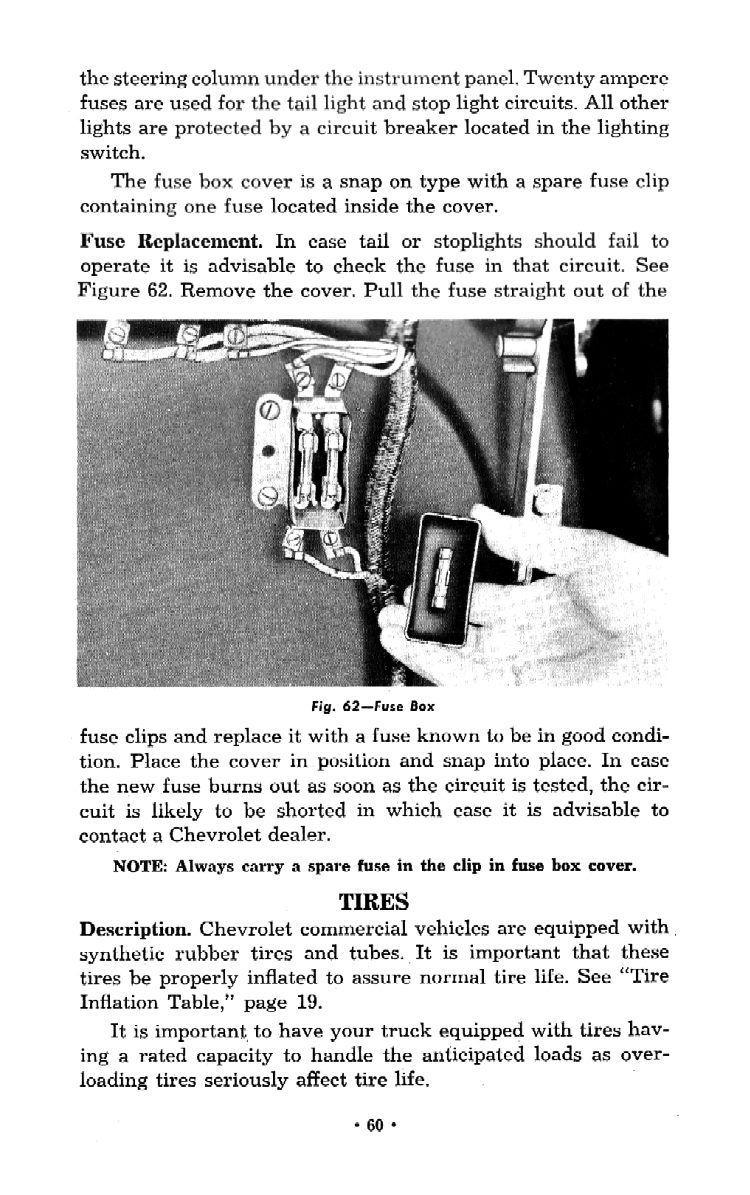 the steering column under the instrument panel. Twenty ampere
fuses are used for the tail light and stop light circuits. All other
lights are protected by a circuit breaker located in the lighting
switch.
The fuse box cover is a snap on type with a spare fuse clip
containing one fuse located inside the cover.
Fuse Replacement. In case tail or stoplights should fail to
operate it is advisable to check the fuse in that circuit. See
Figure 62. Remove the cover. Pull the fuse straight out of the
Fig. 62—Fuse Box
fuse clips and replace it with a fuse known to be in good condi-
tion. Place the cover in position and snap into place. In case
the new fuse burns out as soon as the circuit is tested, the cir-
cuit is likely to be shorted in which case it is advisable to
contact a Chevrolet dealer.
NOTE: Always carry a spare fuse in the clip in fuse box cover.
TIRES
Description. Chevrolet commercial vehicles are equipped with
synthetic rubber tires and tubes. It is important that these
tires be properly inflated to assure normal tire life. See "Tire
Inflation Table," page 19.
It is important to have your truck equipped with tires hav-
ing a rated capacity to handle the anticipated loads as over-
loading tires seriously affect tire life.
• 60 •